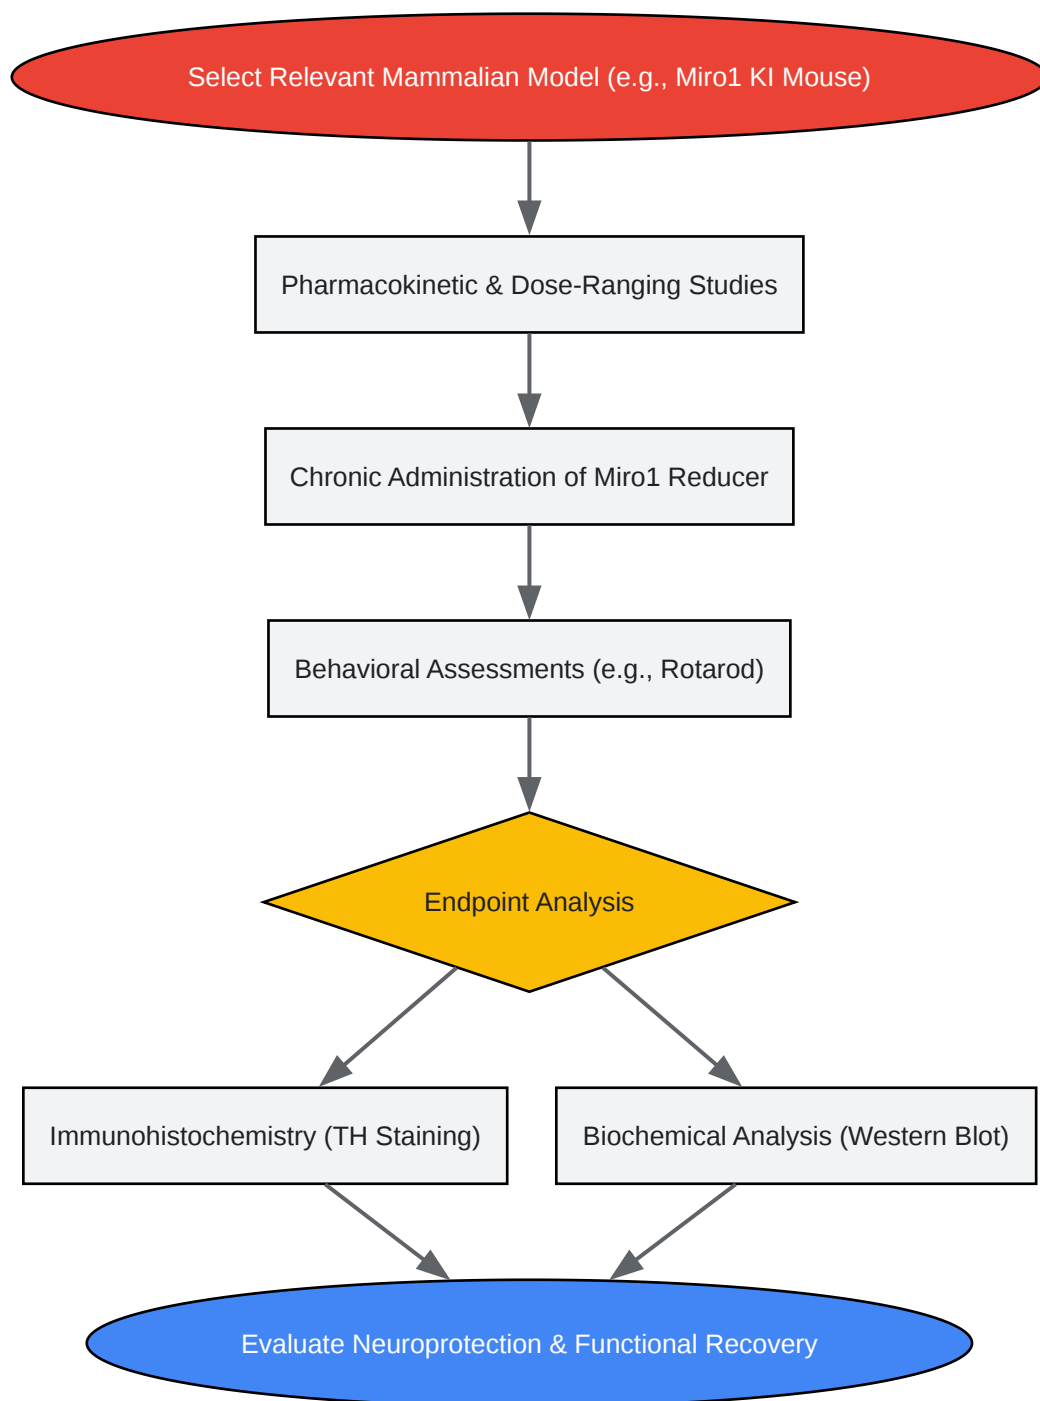 Select Relevant Mammalian Model (e.g., Miro1 KI Mouse)
Pharmacokinetic & Dose-Ranging Studies
Chronic Administration of Miro1 Reducer
Behavioral Assessments (e.g., Rotarod)
Endpoint Analysis
Immunohistochemistry (TH Staining)
Biochemical Analysis (Western Blot)
Evaluate Neuroprotection & Functional Recovery